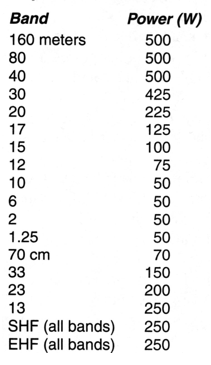 Band Power (W)
160 meters 500
80 500
40 500
30 425
20 225
17 125
15 100
12 75
10 50
6 50
2 50
1.25 50
70 cm 70
33 150
23 200
13 250
SHF (all bands) 250
EHF (all bands) 250